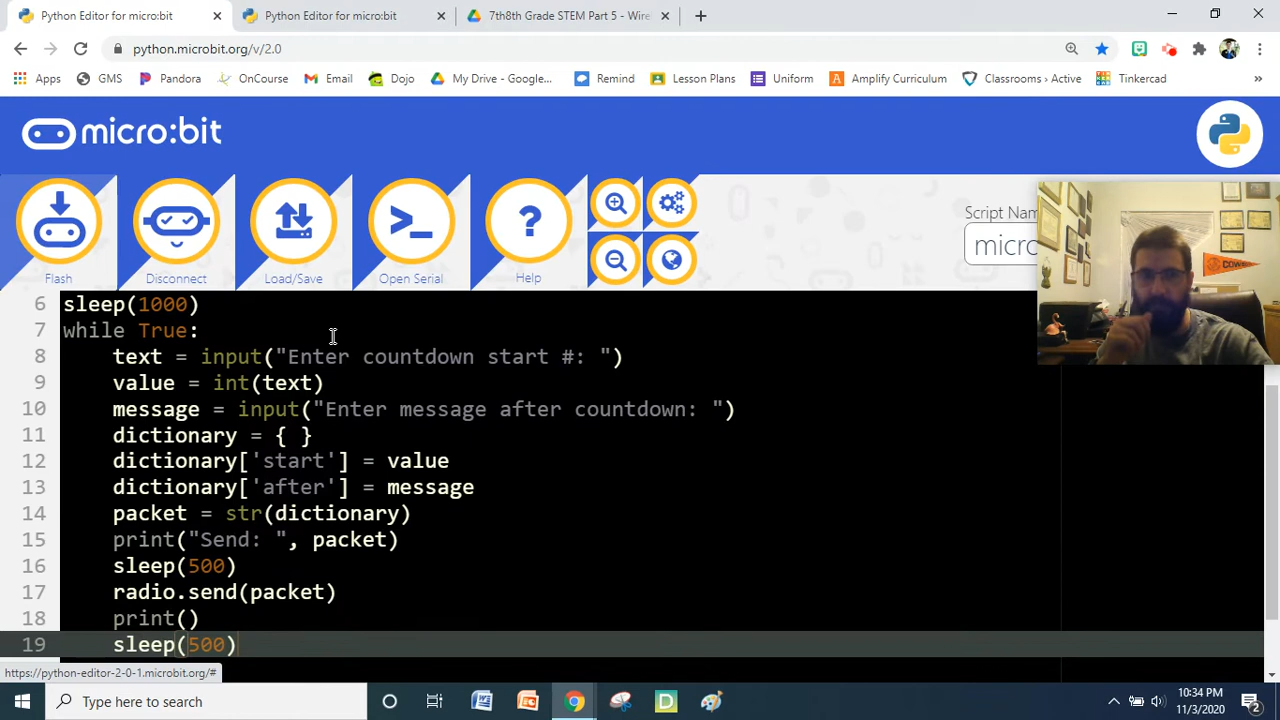 Python Editor for micro:bit
Python Editor for micro:bit
7th8th Grade STEM Part 5 - Wire
python.microbit.org/v/2.0
Apps
GMS
Pandora
OnCourse
Email
Dojo
My Drive - Google...
Remind
Lesson Plans
Uniform
Amplify Curriculum
Classrooms › Active
Tinkercad
»
micro:bit
Flash
Disconnect
Load/Save
Open Serial
Help
Script Nam
micro
COWBO
6 sleep(1000)
7 while True:
8 text = input("Enter countdown start #: ")
9 value = int(text)
10 message = input("Enter message after countdown: ")
11 dictionary = { }
12 dictionary['start'] = value
13 dictionary['after'] = message
14 packet = str(dictionary)
15 print("Send: ", packet)
16 sleep(500)
17 radio.send(packet)
18 print()
19 sleep(500)
https://python-editor-2-0-1.microbit.org/#
Type here to search
10:34 PM
11/3/2020
2